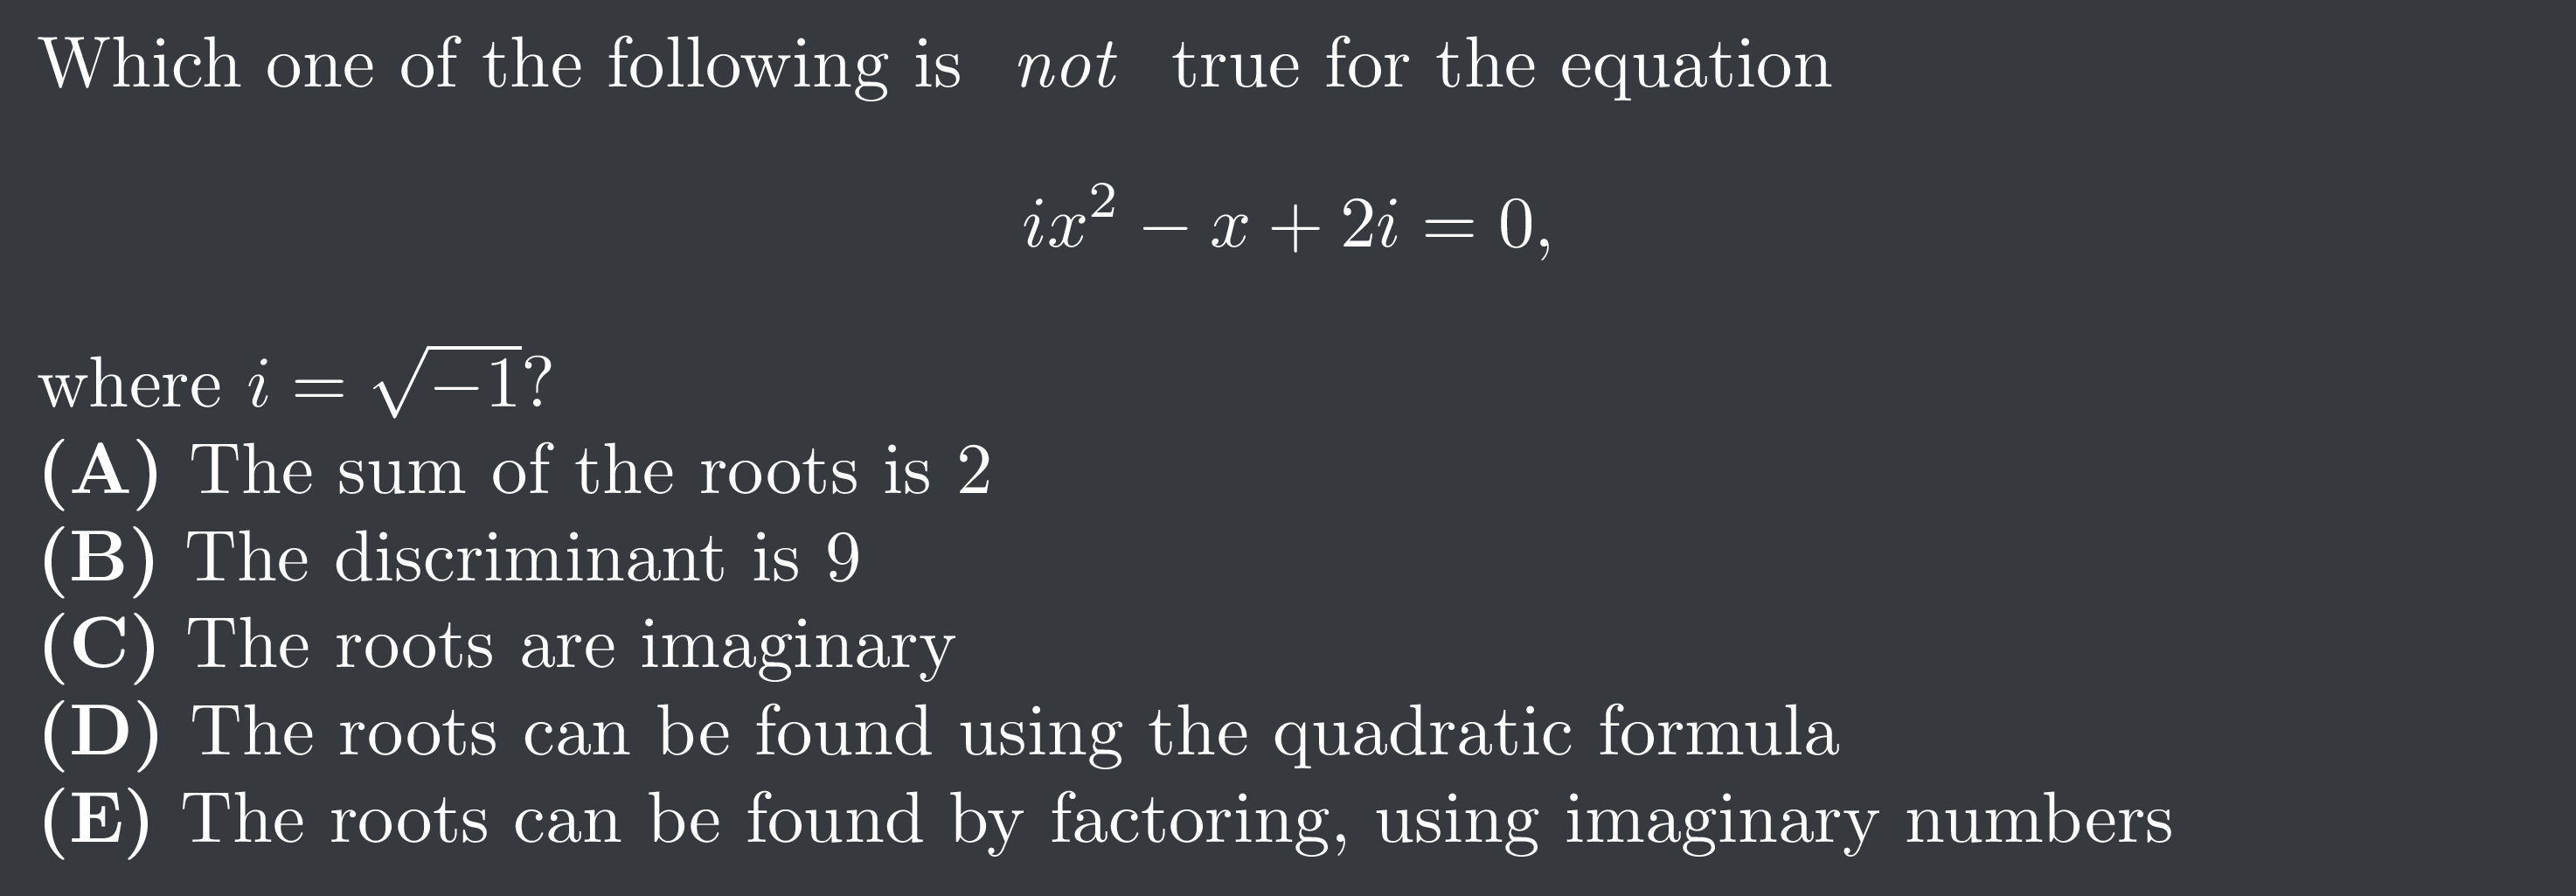 Which one of the following is not true for the equation
ix² − x + 2i = 0,
where i = √−1?
(A) The sum of the roots is 2
(B) The discriminant is 9
(C) The roots are imaginary
(D) The roots can be found using the quadratic formula
(E) The roots can be found by factoring, using imaginary numbers